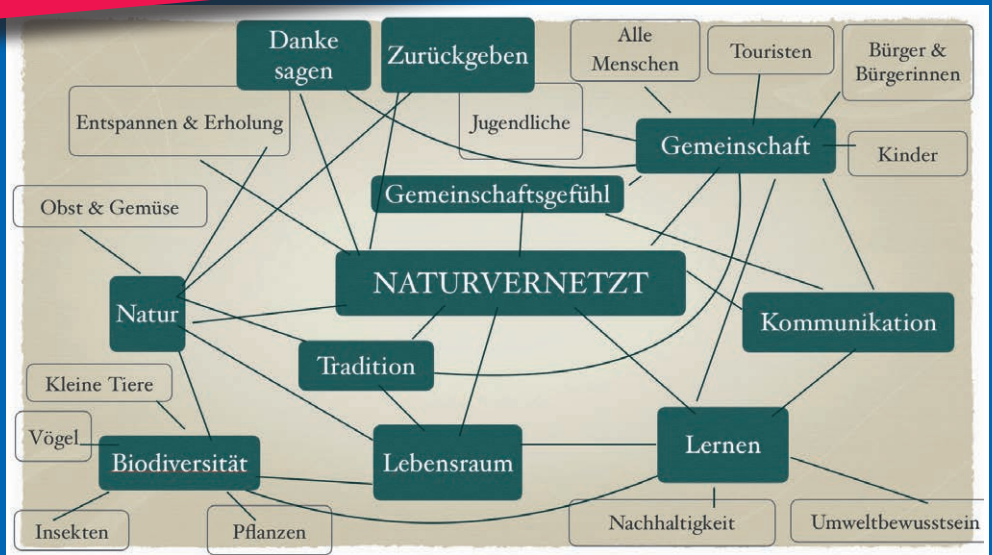 Danke
sagen
Zurückgeben
Alle
Menschen
Touristen
Bürger &
Bürgerinnen
Entspannen & Erholung
Jugendliche
Gemeinschaft
Kinder
Gemeinschaftsgefühl
Obst & Gemüse
NATURVERNETZT
Natur
Kommunikation
Tradition
Kleine Tiere
Vögel
Biodiversität
Lebensraum
Lernen
Insekten
Pflanzen
Nachhaltigkeit
Umweltbewusstsein